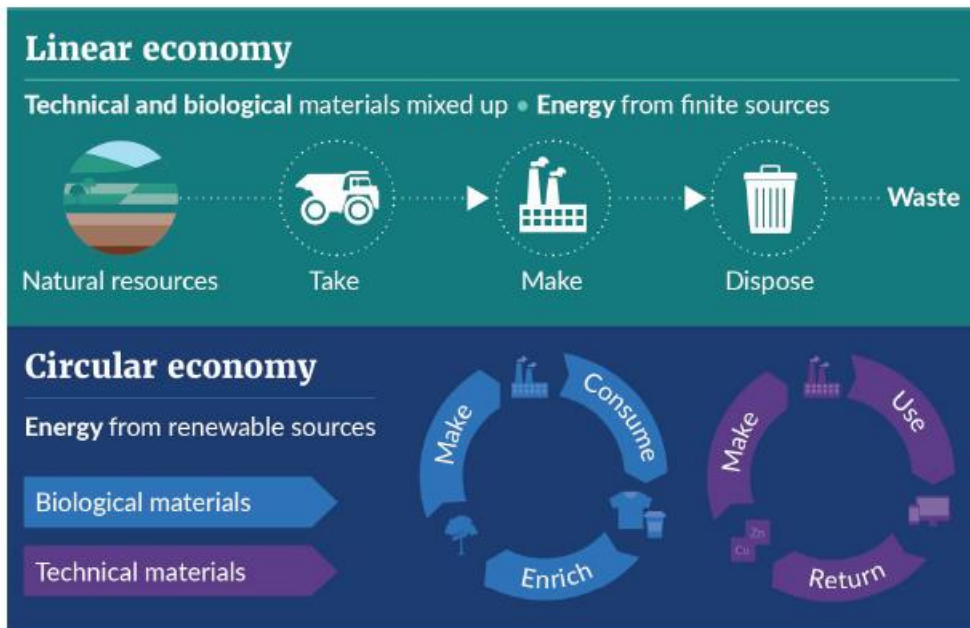 Linear economy
Technical and biological materials mixed up • Energy from finite sources
Waste
Natural resources
Take
Make
Dispose
Circular economy
Energy from renewable sources
Biological materials
Technical materials
Make
Consume
Enrich
Make
Use
Zn
Cu
Return